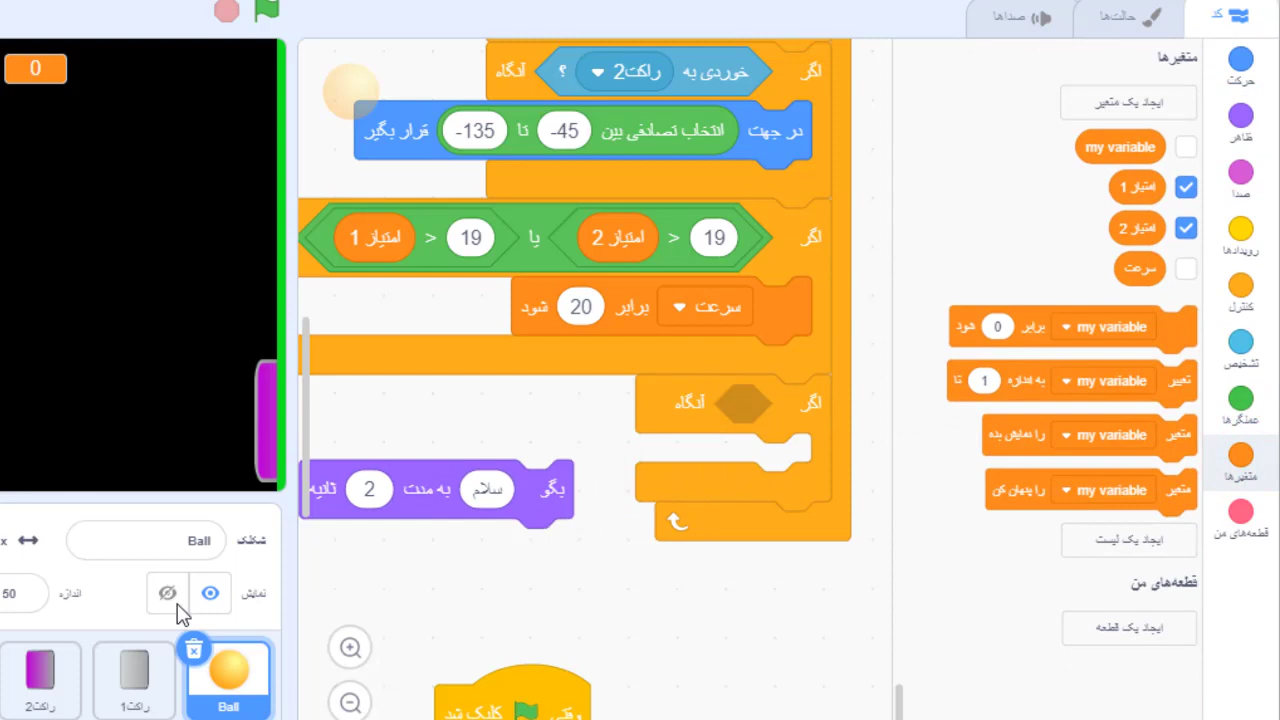 کد
حالت‌ها
صداها
0
حرکت
ظاهر
صدا
رویدادها
کنترل
تشخیص
عملگرها
متغیرها
قطعه‌های من
متغیرها
ایجاد یک متغیر
my variable
امتیاز 1
امتیاز 2
سرعت
my variable برابر 0 شود
تغییر my variable به اندازه 1 تا
متغیر my variable را نمایش بده
متغیر my variable را پنهان کن
ایجاد یک لیست
قطعه‌های من
ایجاد یک قطعه
اگر خوردی به راکت2 ؟ آنگاه
در جهت انتخاب تصادفی بین -45 تا -135 قرار بگیر
اگر 19 < امتیاز 2 یا 19 < امتیاز 1
سرعت برابر 20 شود
اگر آنگاه
بگو سلام به مدت 2 ثانیه
وقتی کلیک شد
شکلک Ball x
نمایش
اندازه 50
Ball
راکت1
راکت2